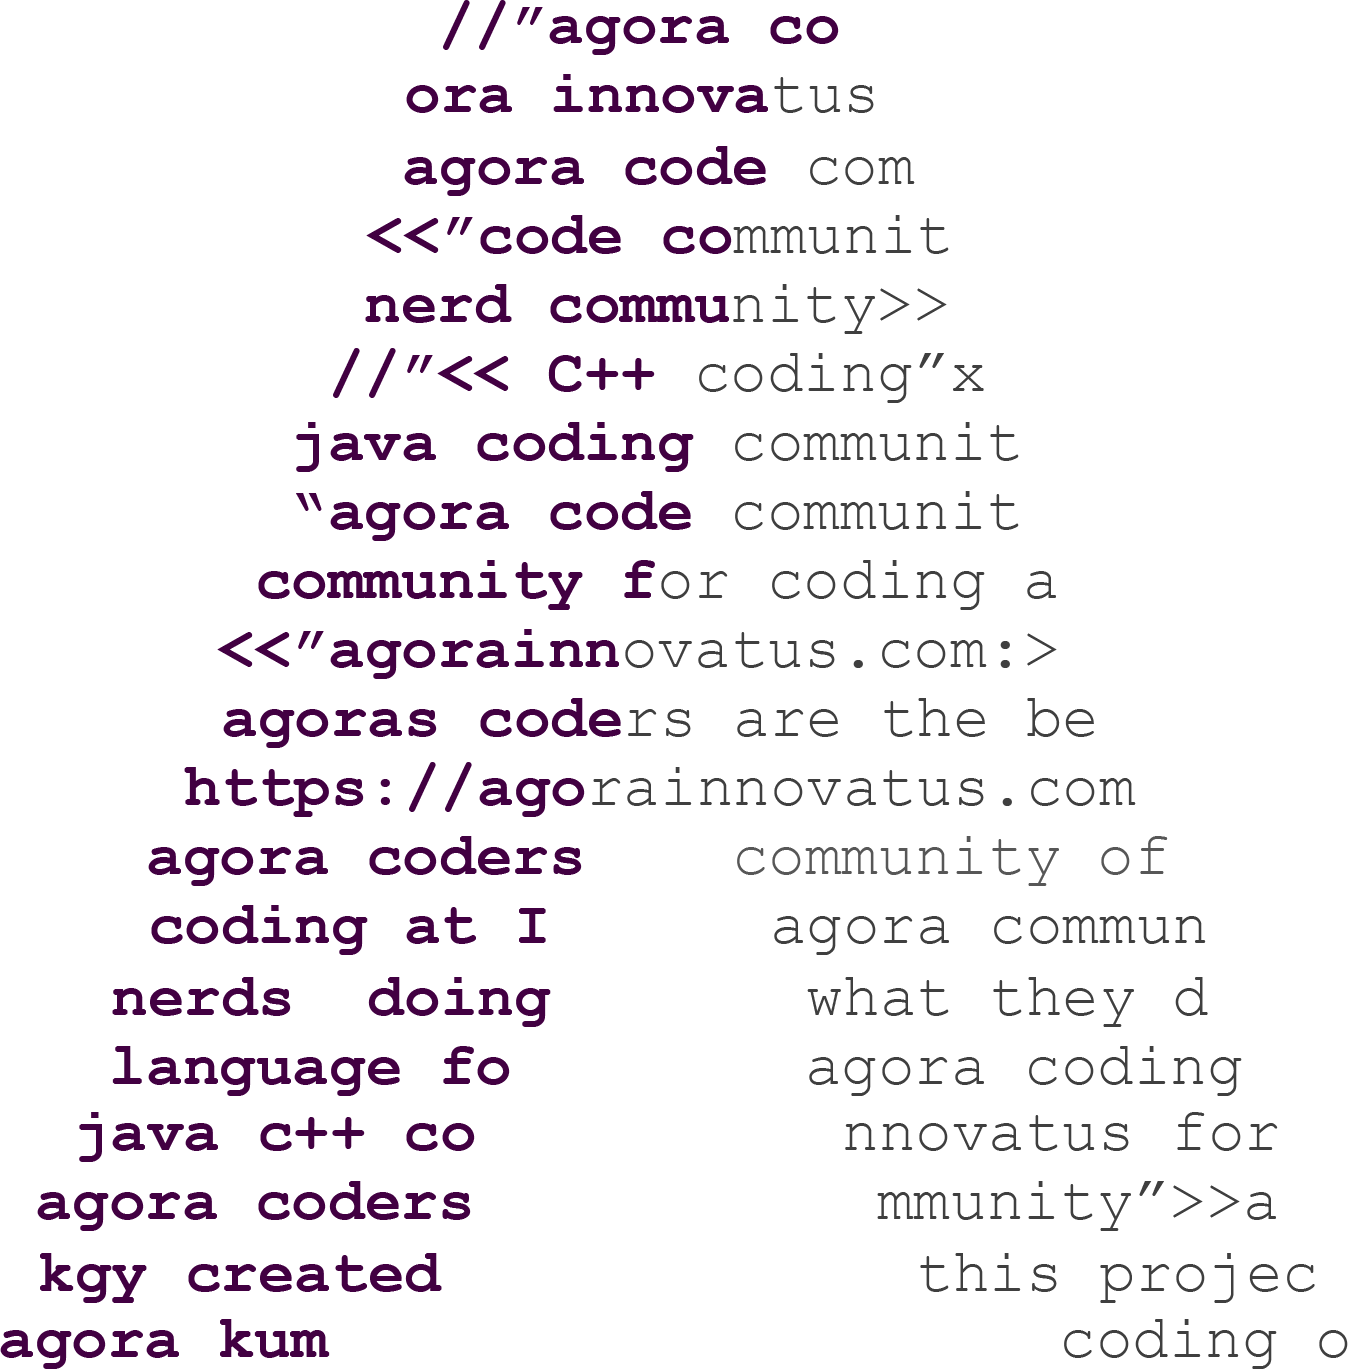 //”agora co
ora innovatus
agora code com
<<”code communit
nerd community>>
//”<< C++ coding”x
java coding communit
“agora code communit
community for coding a
<<”agorainnovatus.com:>
agoras coders are the be
https://agorainnovatus.com
agora coders community of
coding at I agora commun
nerds doing what they d
language fo agora coding
java c++ co nnovatus for
agora coders mmunity”>>a
kgy created this projec
agora kum coding o